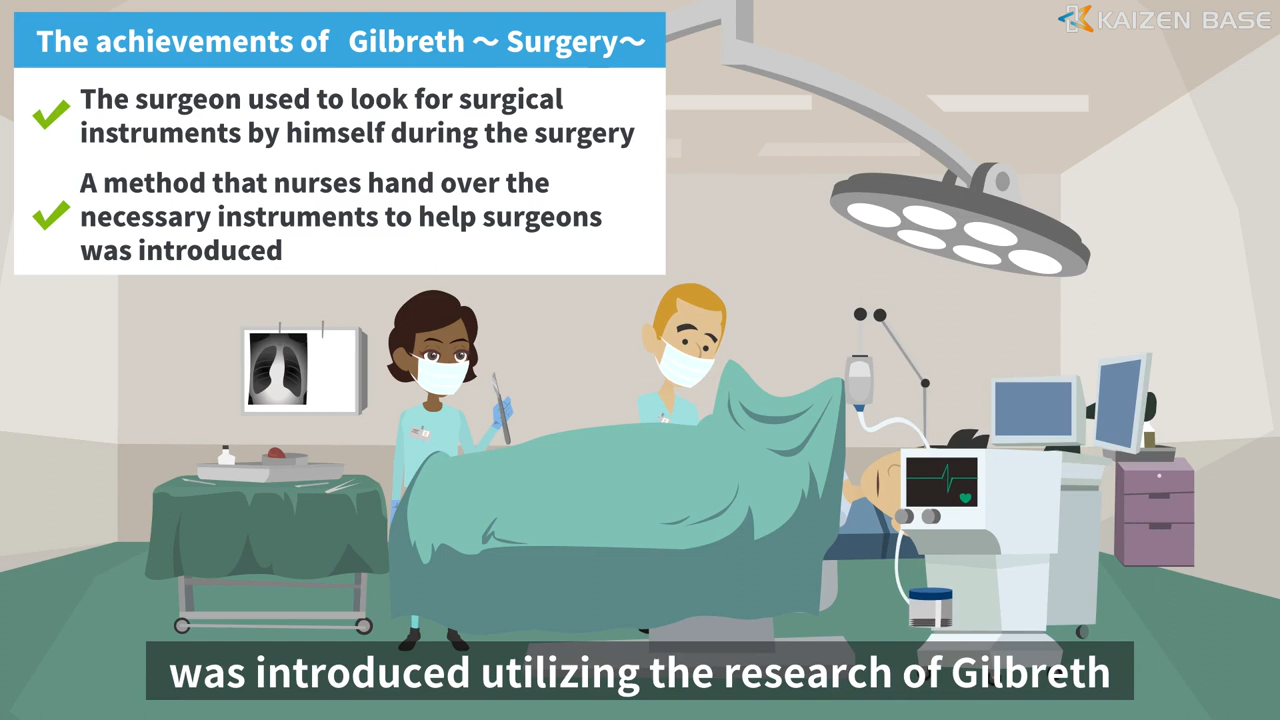 KAIZEN BASE
The achievements of Gilbreth ～ Surgery～
The surgeon used to look for surgical
instruments by himself during the surgery
A method that nurses hand over the
necessary instruments to help surgeons
was introduced
was introduced utilizing the research of Gilbreth